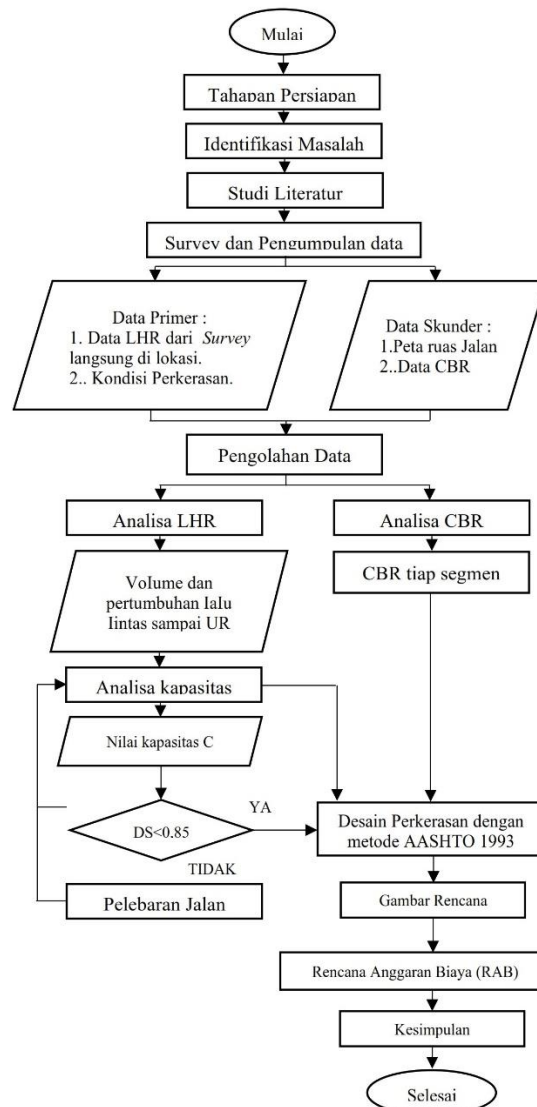 Mulai
Tahapan Persiapan
Identifikasi Masalah
Studi Literatur
Survey dan Pengumpulan data
Data Primer :
1. Data LHR dari Survey
langsung di lokasi.
2.. Kondisi Perkerasan.
Data Skunder :
1.Peta ruas Jalan
2..Data CBR
Pengolahan Data
Analisa LHR
Analisa CBR
Volume dan
pertumbuhan lalu
lintas sampai UR
CBR tiap segmen
Analisa kapasitas
Nilai kapasitas C
DS<0.85
YA
TIDAK
Desain Perkerasan dengan
metode AASHTO 1993
Pelebaran Jalan
Gambar Rencana
Rencana Anggaran Biaya (RAB)
Kesimpulan
Selesai